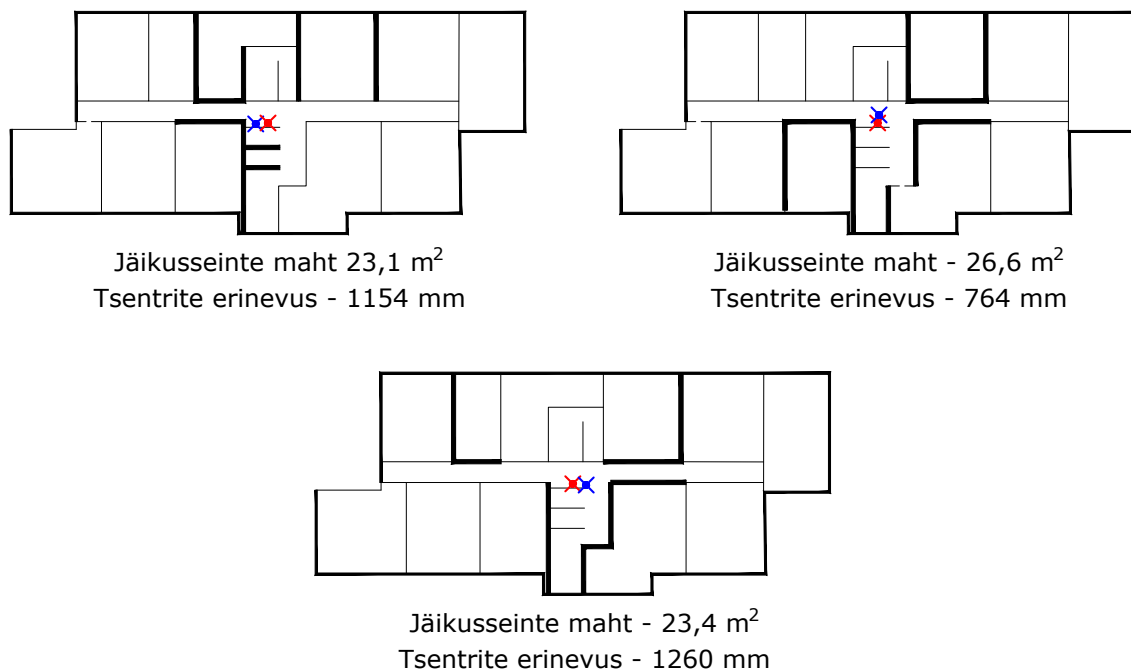 Jäikusseinte maht 23,1 m²
Tsentrite erinevus - 1154 mm
Jäikusseinte maht - 26,6 m²
Tsentrite erinevus - 764 mm
Jäikusseinte maht - 23,4 m²
Tsentrite erinevus - 1260 mm